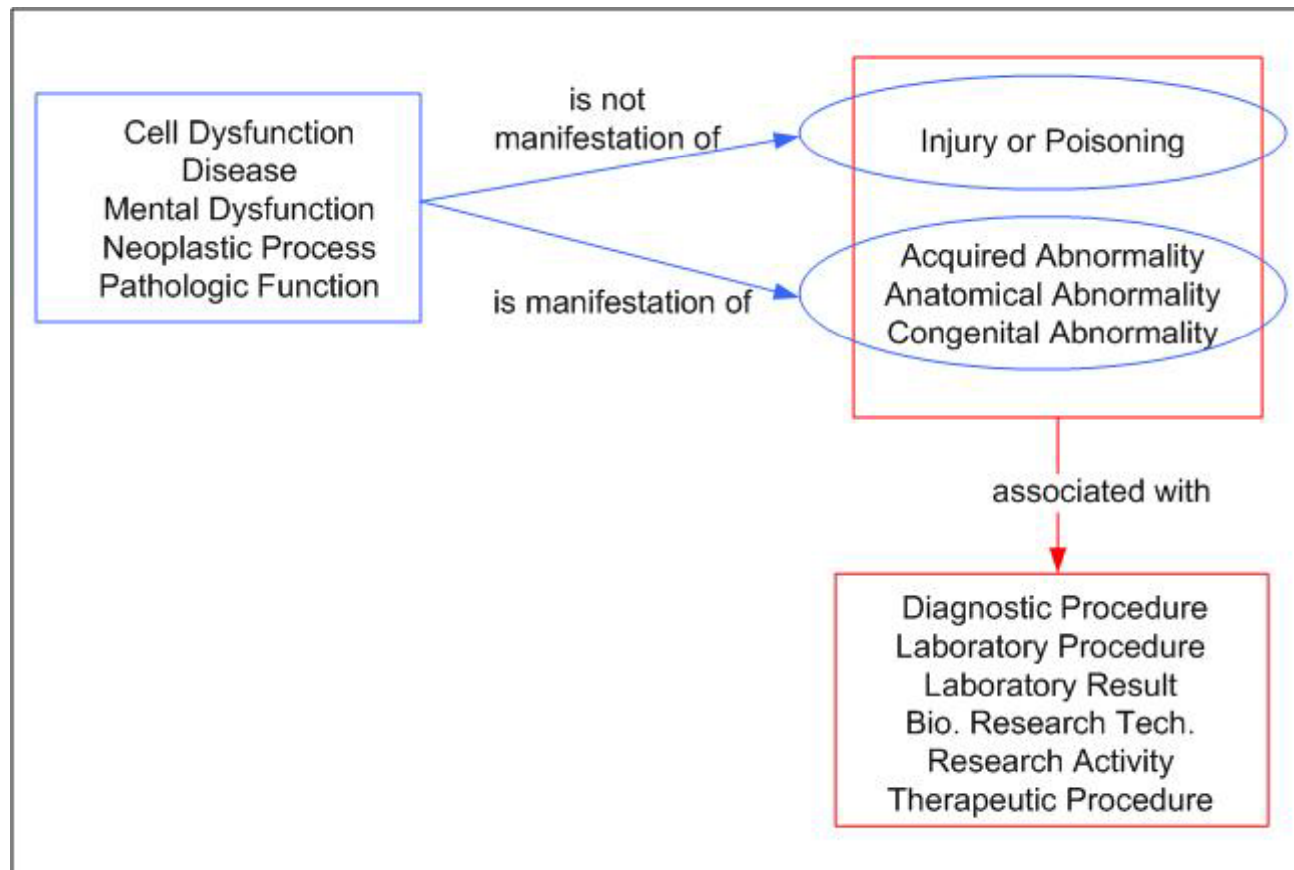 Cell Dysfunction
Disease
Mental Dysfunction
Neoplastic Process
Pathologic Function
is not
manifestation of
is manifestation of
Injury or Poisoning
Acquired Abnormality
Anatomical Abnormality
Congenital Abnormality
associated with
Diagnostic Procedure
Laboratory Procedure
Laboratory Result
Bio. Research Tech.
Research Activity
Therapeutic Procedure